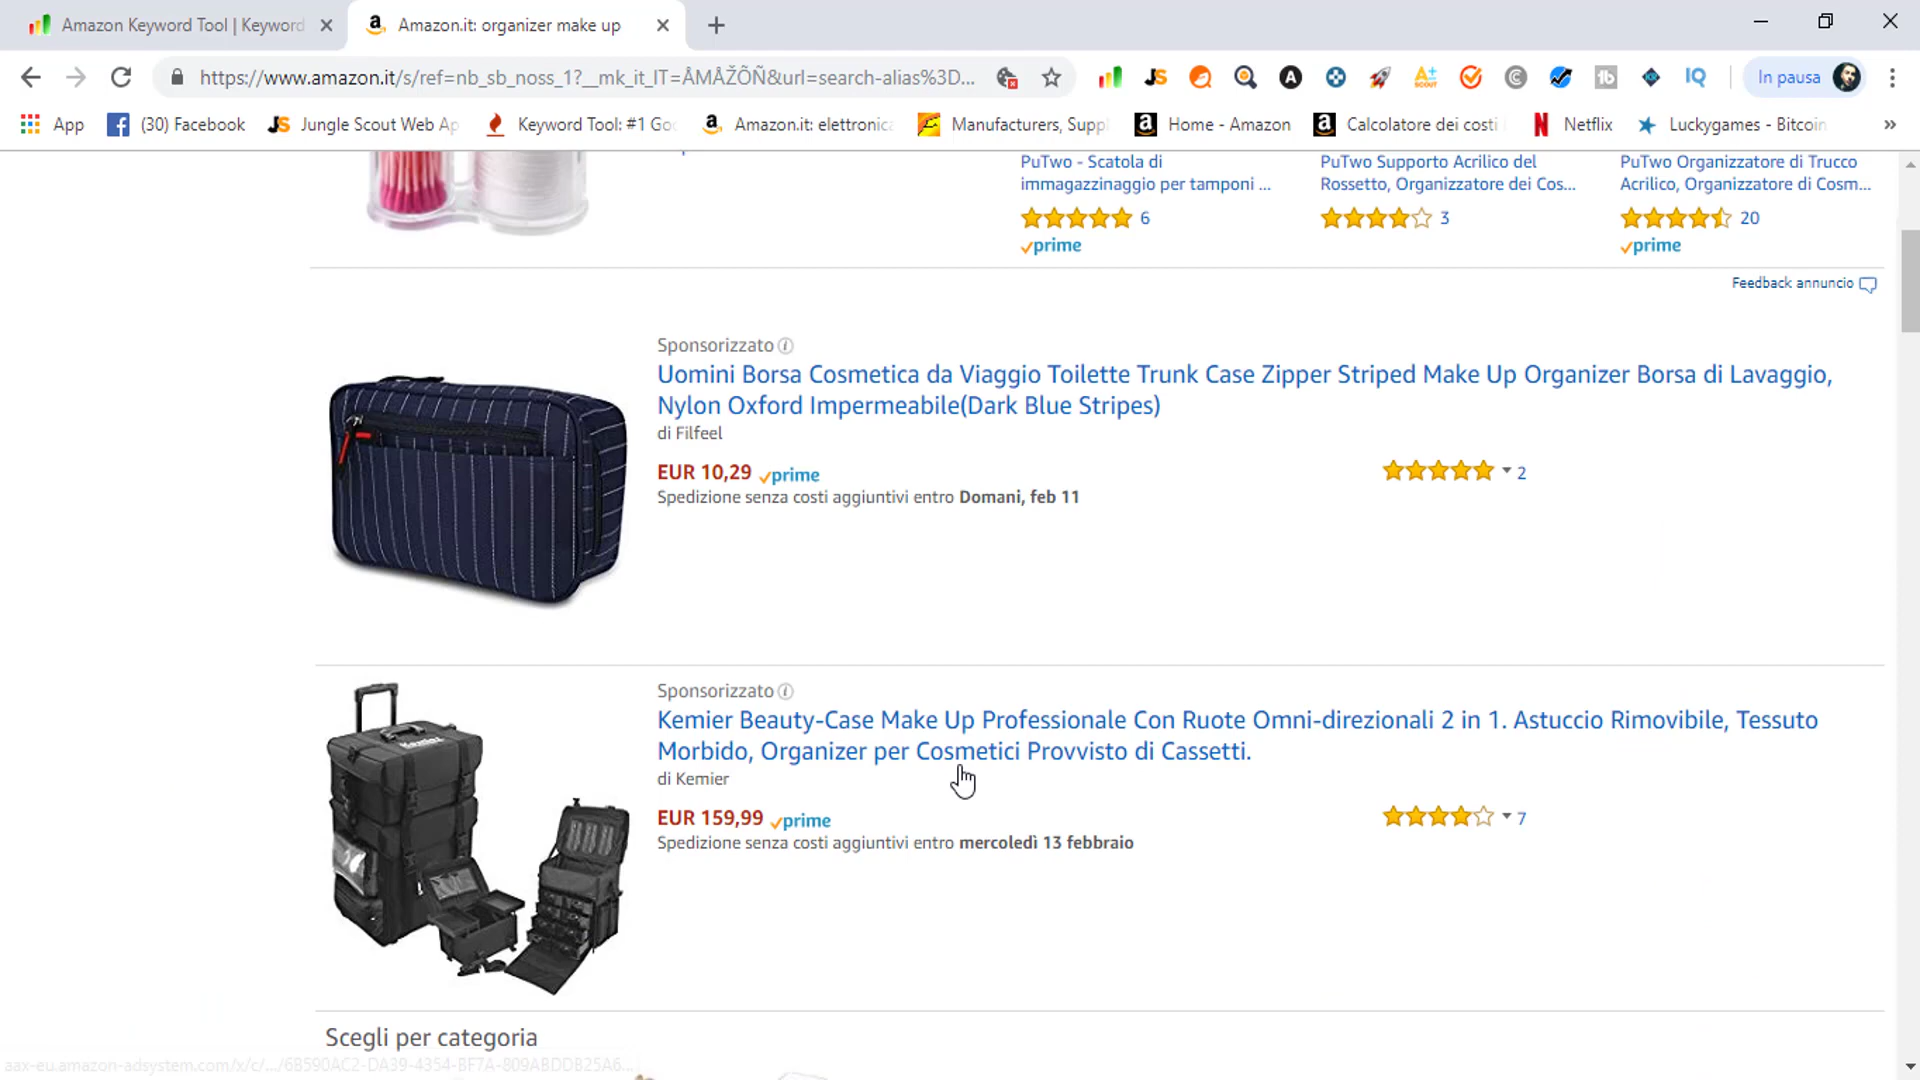 Amazon Keyword Tool | Keyword
Amazon.it: organizer make up
https://www.amazon.it/s/ref=nb_sb_noss_1?__mk_it_IT=ÅMÅŽÕÑ&url=search-alias%3D...
In pausa
App
(30) Facebook
Jungle Scout Web Ap
Keyword Tool: #1 Goo
Amazon.it: elettronica
Manufacturers, Suppl
Home - Amazon
Calcolatore dei costi
Netflix
Luckygames - Bitcoin
»
PuTwo - Scatola di
immagazzinaggio per tamponi ...
6
prime
PuTwo Supporto Acrilico del
Rossetto, Organizzatore dei Cos...
3
PuTwo Organizzatore di Trucco
Acrilico, Organizzatore di Cosm...
20
prime
Feedback annuncio
Sponsorizzato
Uomini Borsa Cosmetica da Viaggio Toilette Trunk Case Zipper Striped Make Up Organizer Borsa di Lavaggio,
Nylon Oxford Impermeabile(Dark Blue Stripes)
di Filfeel
EUR 10,29 prime
2
Spedizione senza costi aggiuntivi entro Domani, feb 11
Sponsorizzato
Kemier Beauty-Case Make Up Professionale Con Ruote Omni-direzionali 2 in 1. Astuccio Rimovibile, Tessuto
Morbido, Organizer per Cosmetici Provvisto di Cassetti.
di Kemier
EUR 159,99 prime
7
Spedizione senza costi aggiuntivi entro mercoledì 13 febbraio
Scegli per categoria
aax-eu.amazon-adsystem.com/x/c/.../6B590AC2-DA39-4354-BF7A-809ABDDB25A6...